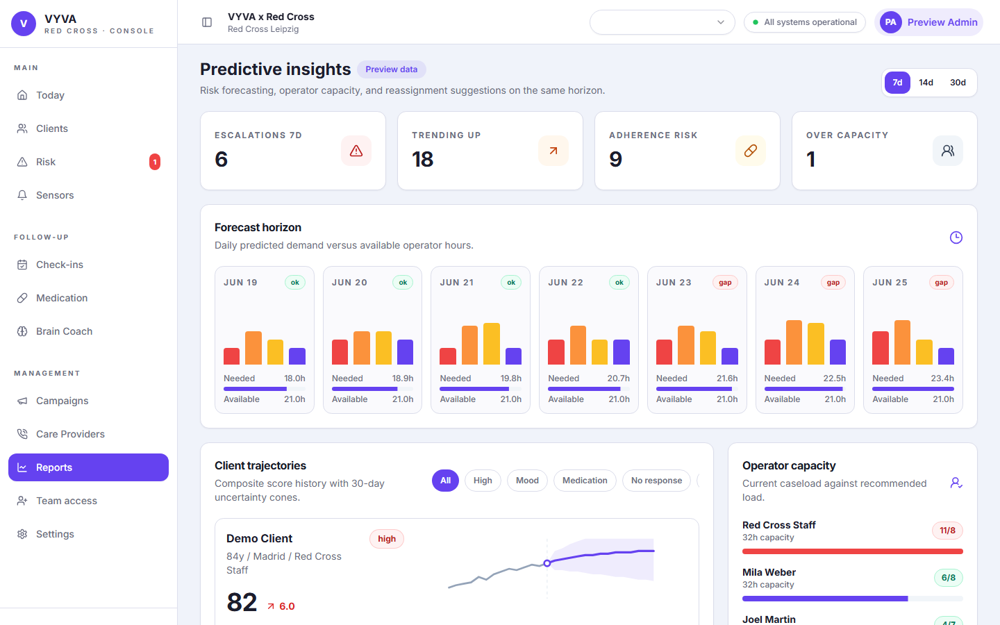 V
VYVA
RED CROSS · CONSOLE
VYVA x Red Cross
Red Cross Leipzig
All systems operational
PA
Preview Admin
MAIN
Today
Clients
Risk
1
Sensors
FOLLOW-UP
Check-ins
Medication
Brain Coach
MANAGEMENT
Campaigns
Care Providers
Reports
Team access
Settings
Predictive insights
Preview data
Risk forecasting, operator capacity, and reassignment suggestions on the same horizon.
7d
14d
30d
ESCALATIONS 7D
6
TRENDING UP
18
ADHERENCE RISK
9
OVER CAPACITY
1
Forecast horizon
Daily predicted demand versus available operator hours.
JUN 19
ok
Needed 18.0h
Available 21.0h
JUN 20
ok
Needed 18.9h
Available 21.0h
JUN 21
ok
Needed 19.8h
Available 21.0h
JUN 22
ok
Needed 20.7h
Available 21.0h
JUN 23
gap
Needed 21.6h
Available 21.0h
JUN 24
gap
Needed 22.5h
Available 21.0h
JUN 25
gap
Needed 23.4h
Available 21.0h
Client trajectories
Composite score history with 30-day
uncertainty cones.
All
High
Mood
Medication
No response
Demo Client
high
84y / Madrid / Red Cross
Staff
82
6.0
Operator capacity
Current caseload against recommended
load.
Red Cross Staff
32h capacity
11/8
Mila Weber
32h capacity
6/8
Joel Martin
4/7